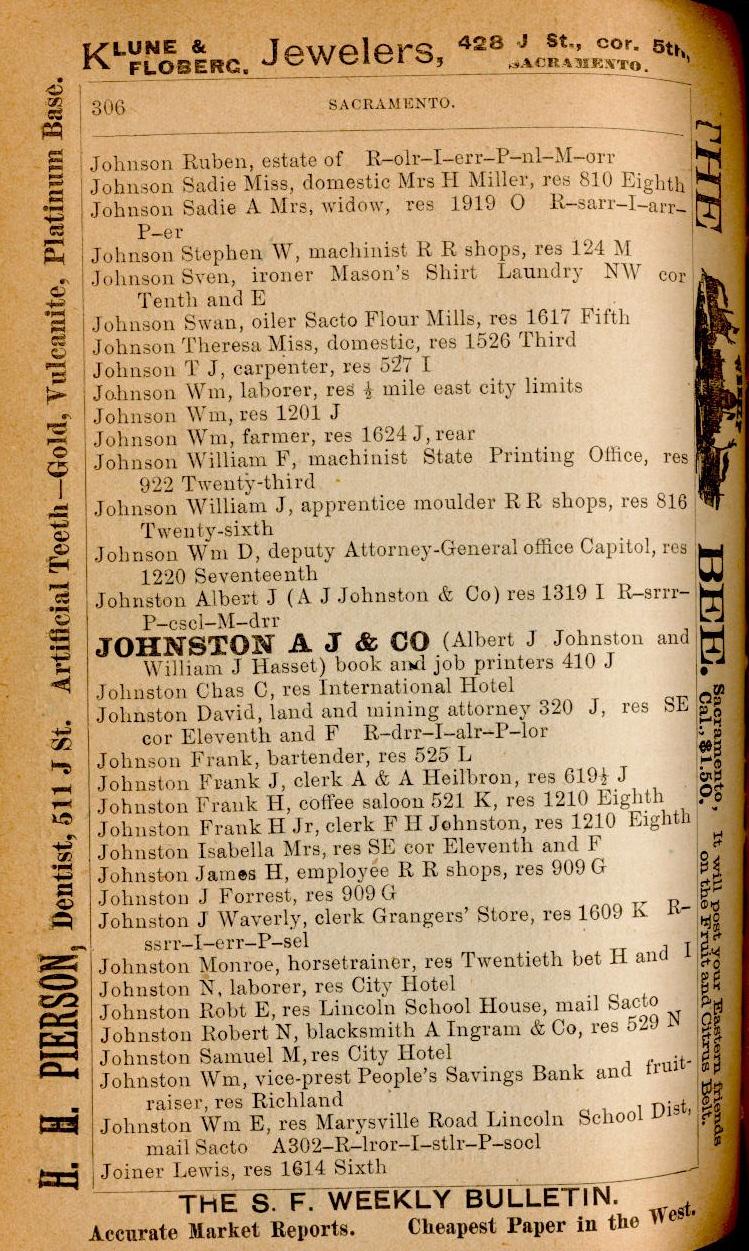 KLUNE & FLOBERG, Jewelers, 428 J St., cor. 5th, SACRAMENTO.
306 SACRAMENTO.
Johnson Ruben, estate of R-olr-I-err-P-nl-M-orr
Johnson Sadie Miss, domestic Mrs H Miller, res 810 Eighth
Johnson Sadie A Mrs, widow, res 1919 O R-sarr-I-arr-
P-er
Johnson Stephen W, machinist R R shops, res 124 M
Johnson Sven, ironer Mason's Shirt Laundry NW cor
Tenth and E
Johnson Swan, oiler Sacto Flour Mills, res 1617 Fifth
Johnson Theresa Miss, domestic, res 1526 Third
Johnson T J, carpenter, res 527 I
Johnson Wm, laborer, res ½ mile east city limits
Johnson Wm, res 1201 J
Johnson Wm, farmer, res 1624 J, rear
Johnson William F, machinist State Printing Office, res
922 Twenty-third
Johnson William J, apprentice moulder R R shops, res 816
Twenty-sixth
Johnson Wm D, deputy Attorney-General office Capitol, res
1220 Seventeenth
Johnston Albert J (A J Johnston & Co) res 1319 I R-srrr-
P-cscl-M-drr
JOHNSTON A J & CO (Albert J Johnston and
William J Hasset) book and job printers 410 J
Johnston Chas C, res International Hotel
Johnston David, land and mining attorney 320 J, res SE
cor Eleventh and F R-drr-I-alr-P-lor
Johnson Frank, bartender, res 525 L
Johnston Frank J, clerk A & A Heilbron, res 619½ J
Johnston Frank H, coffee saloon 521 K, res 1210 Eighth
Johnston Frank H Jr, clerk F H Johnston, res 1210 Eighth
Johnston Isabella Mrs, res SE cor Eleventh and F
Johnston James H, employee R R shops, res 909 G
Johnston J Forrest, res 909 G
Johnston J Waverly, clerk Grangers' Store, res 1609 K R-
ssrr-I-err-P-sel
Johnston Monroe, horsetrainer, res Twentieth bet H and I
Johnston N, laborer, res City Hotel
Johnston Robt E, res Lincoln School House, mail Sacto
Johnston Robert N, blacksmith A Ingram & Co, res 529 N
Johnston Samuel M, res City Hotel
Johnston Wm, vice-prest People's Savings Bank and fruit-
raiser, res Richland
Johnston Wm E, res Marysville Road Lincoln School Dist,
mail Sacto A302-R-lror-I-stlr-P-socl
Joiner Lewis, res 1614 Sixth
THE S. F. WEEKLY BULLETIN.
Accurate Market Reports. Cheapest Paper in the West.
H. H. PIERSON, Dentist, 511 J St. Artificial Teeth—Gold, Vulcanite, Platinum Base.
THE BEE.
Sacramento, It will post your Eastern friends
Cal., $1.50. on the Fruit and Citrus Belt.